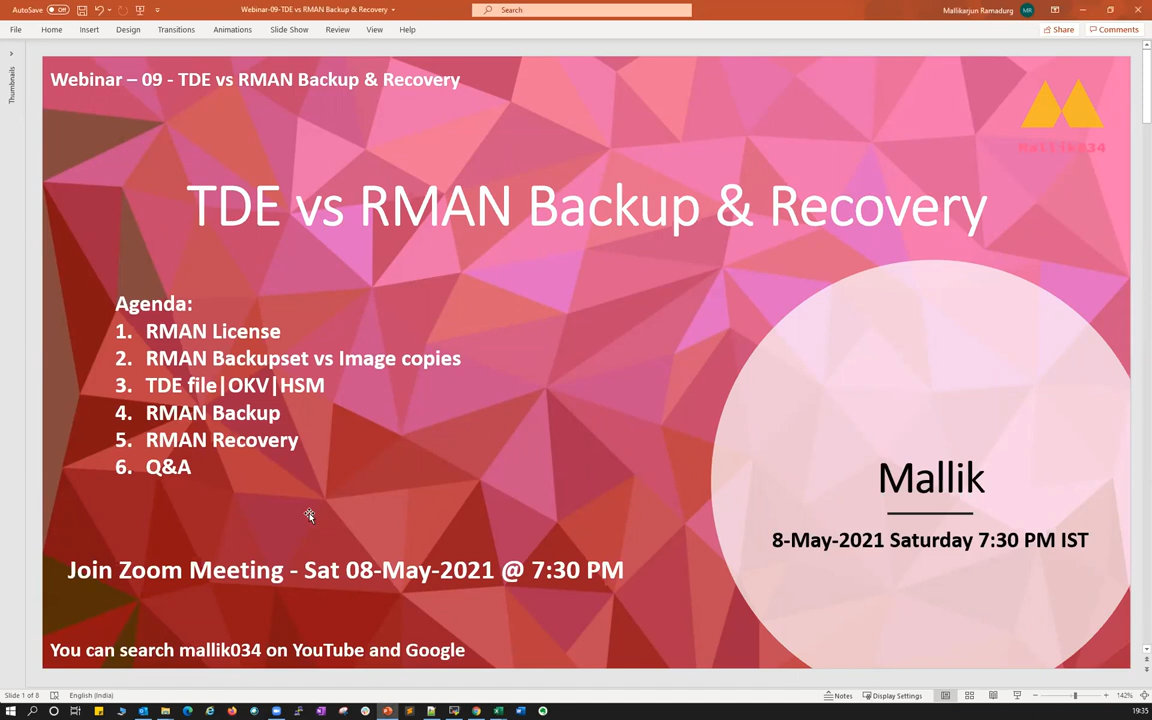 AutoSave Off
Webinar-09-TDE vs RMAN Backup & Recovery
Search
Mallikarjun Ramadurg MR
File Home Insert Design Transitions Animations Slide Show Review View Help
Share Comments
Thumbnails
Webinar – 09 - TDE vs RMAN Backup & Recovery
Mallik034
TDE vs RMAN Backup & Recovery
Agenda:
1. RMAN License
2. RMAN Backupset vs Image copies
3. TDE file|OKV|HSM
4. RMAN Backup
5. RMAN Recovery
6. Q&A
Mallik
8-May-2021 Saturday 7:30 PM IST
Join Zoom Meeting - Sat 08-May-2021 @ 7:30 PM
You can search mallik034 on YouTube and Google
Slide 1 of 8 English (India) Notes Display Settings 142%
19:35